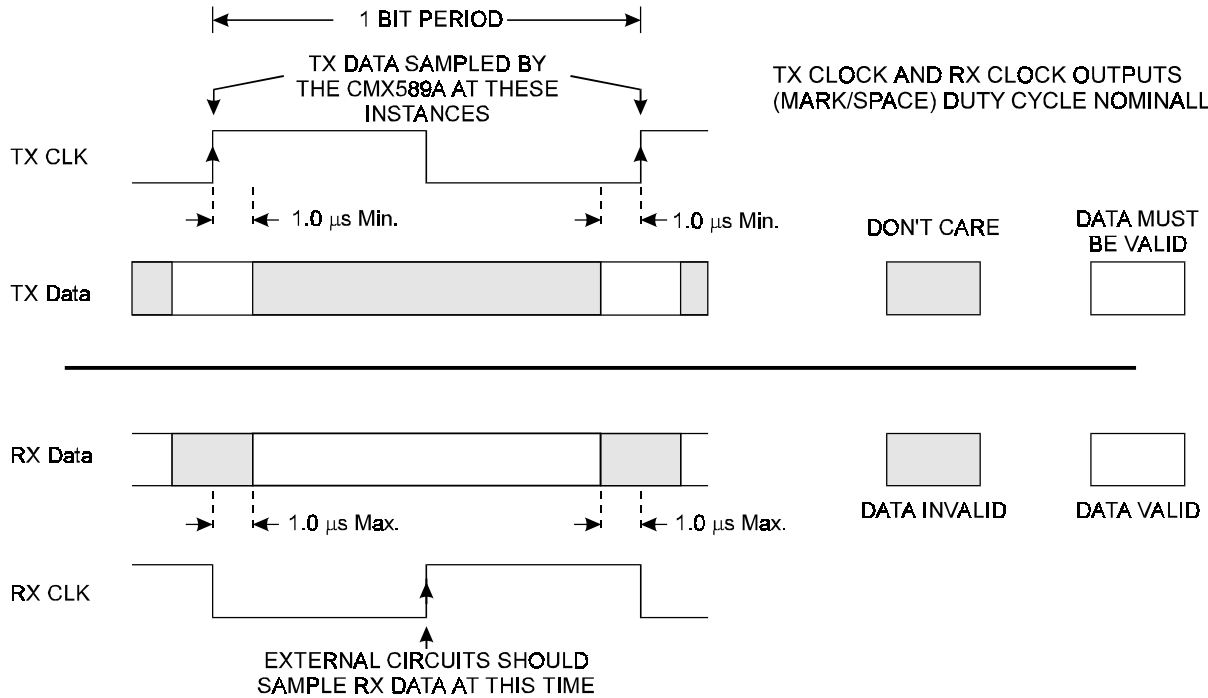 1 BIT PERIOD
TX DATA SAMPLED BY
THE CMX589A AT THESE
INSTANCES
TX CLOCK AND RX CLOCK OUTPUTS
(MARK/SPACE) DUTY CYCLE NOMINALL
TX CLK
1.0 µs Min.
1.0 µs Min.
DON'T CARE
DATA MUST
BE VALID
TX Data
RX Data
1.0 µs Max.
1.0 µs Max.
DATA INVALID
DATA VALID
RX CLK
EXTERNAL CIRCUITS SHOULD
SAMPLE RX DATA AT THIS TIME